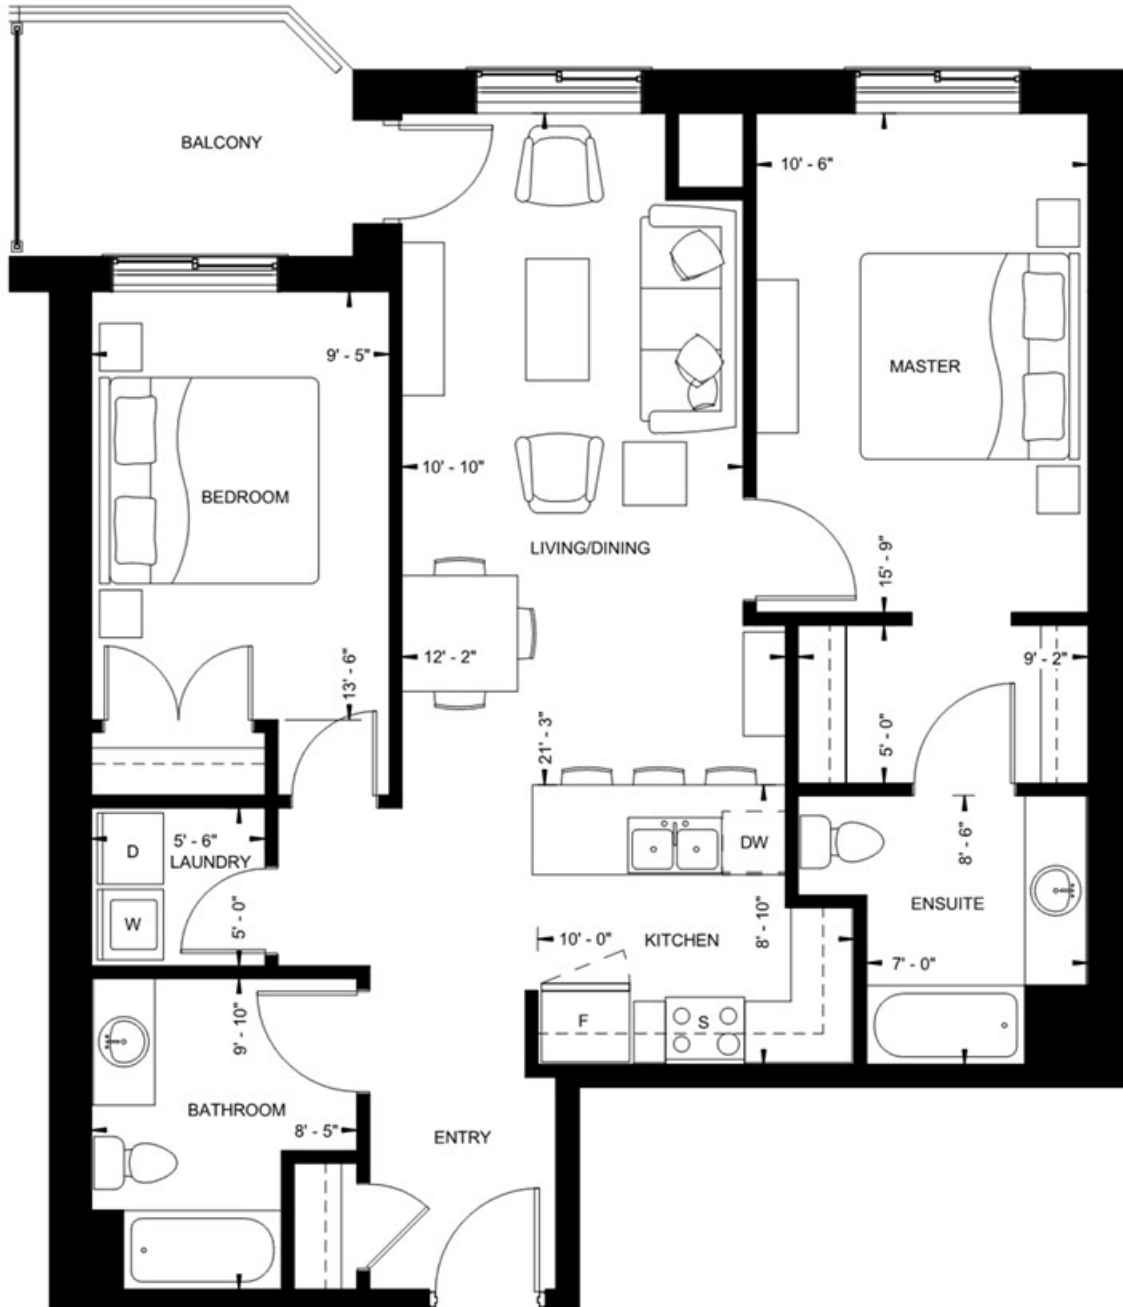 BALCONY
10' - 6"
9' - 5"
MASTER
10' - 10"
BEDROOM
LIVING/DINING
15' - 9"
12' - 2"
9' - 2"
13' - 6"
21' - 3"
5' - 0"
5' - 6"
D
LAUNDRY
DW
8' - 6"
W
5' - 0"
ENSUITE
10' - 0"
KITCHEN
8' - 10"
7' - 0"
F
S
9' - 10"
BATHROOM
8' - 5"
ENTRY